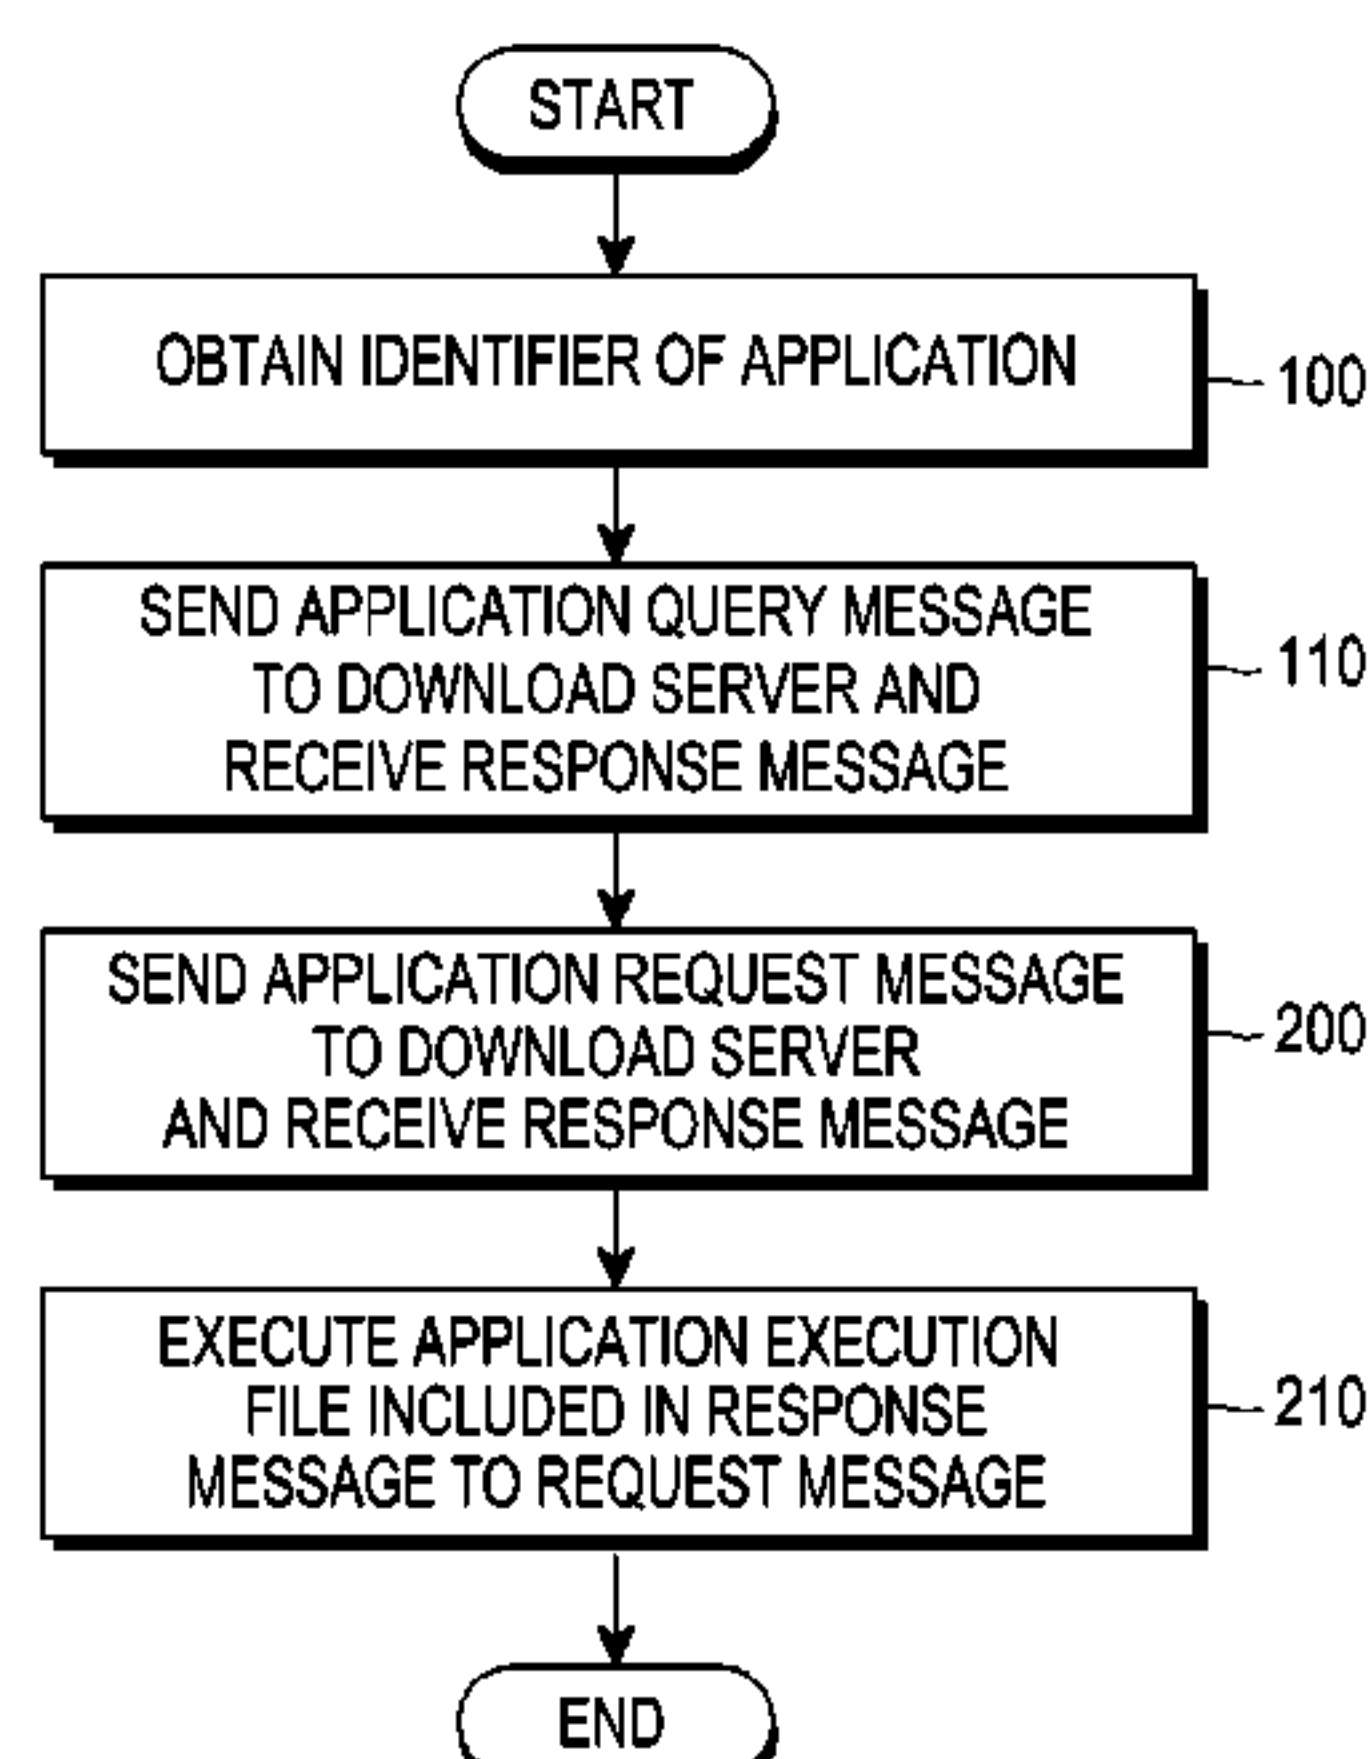 START
OBTAIN IDENTIFIER OF APPLICATION
100
SEND APPLICATION QUERY MESSAGE
TO DOWNLOAD SERVER AND
RECEIVE RESPONSE MESSAGE
110
SEND APPLICATION REQUEST MESSAGE
TO DOWNLOAD SERVER
AND RECEIVE RESPONSE MESSAGE
200
EXECUTE APPLICATION EXECUTION
FILE INCLUDED IN RESPONSE
MESSAGE TO REQUEST MESSAGE
210
END